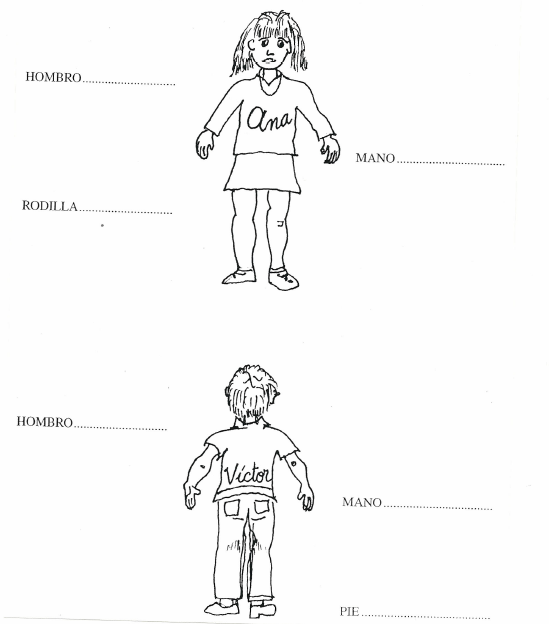 HOMBRO..........................
Ana
MANO..............................
RODILLA..........................
HOMBRO..........................
Víctor
MANO..............................
PIE....................................